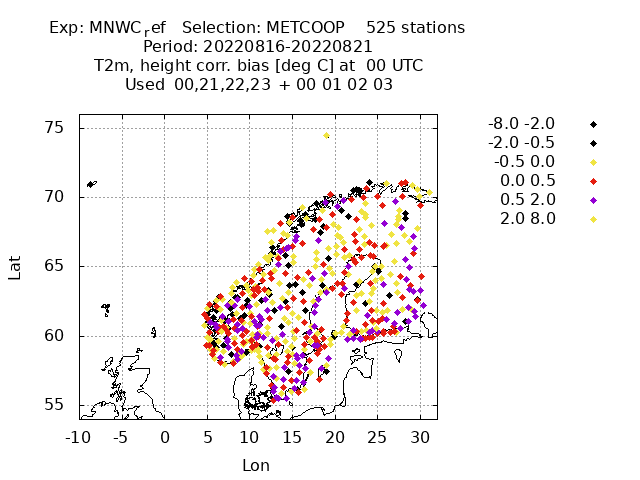 Exp: MNWCref   Selection: METCOOP    525 stations
Period: 20220816-20220821
T2m, height corr. bias [deg C] at  00 UTC
Used  00,21,22,23  + 00 01 02 03
-8.0 -2.0
-2.0 -0.5
-0.5 0.0
0.0 0.5
0.5 2.0
2.0 8.0
75
70
65
60
55
Lat
-10 -5 0 5 10 15 20 25 30
Lon